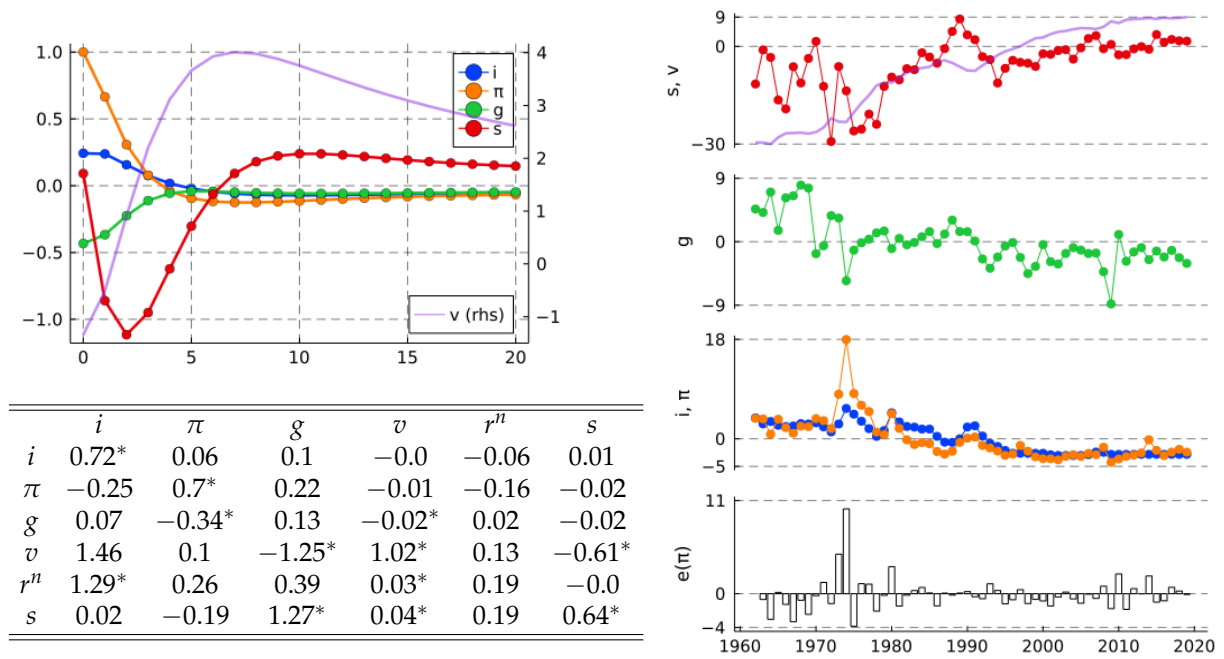 1.0
0.5
0.0
−0.5
−1.0
i
π
g
s
v (rhs)
4
3
2
1
0
−1
0 5 10 15 20
i π g v rⁿ s
i 0.72* 0.06 0.1 −0.0 −0.06 0.01
π −0.25 0.7* 0.22 −0.01 −0.16 −0.02
g 0.07 −0.34* 0.13 −0.02* 0.02 −0.02
v 1.46 0.1 −1.25* 1.02* 0.13 −0.61*
rⁿ 1.29* 0.26 0.39 0.03* 0.19 −0.0
s 0.02 −0.19 1.27* 0.04* 0.19 0.64*
s, v
9
0
−30
g
9
0
−9
i, π
18
0
−5
e(π)
11
0
−4
1960 1970 1980 1990 2000 2010 2020